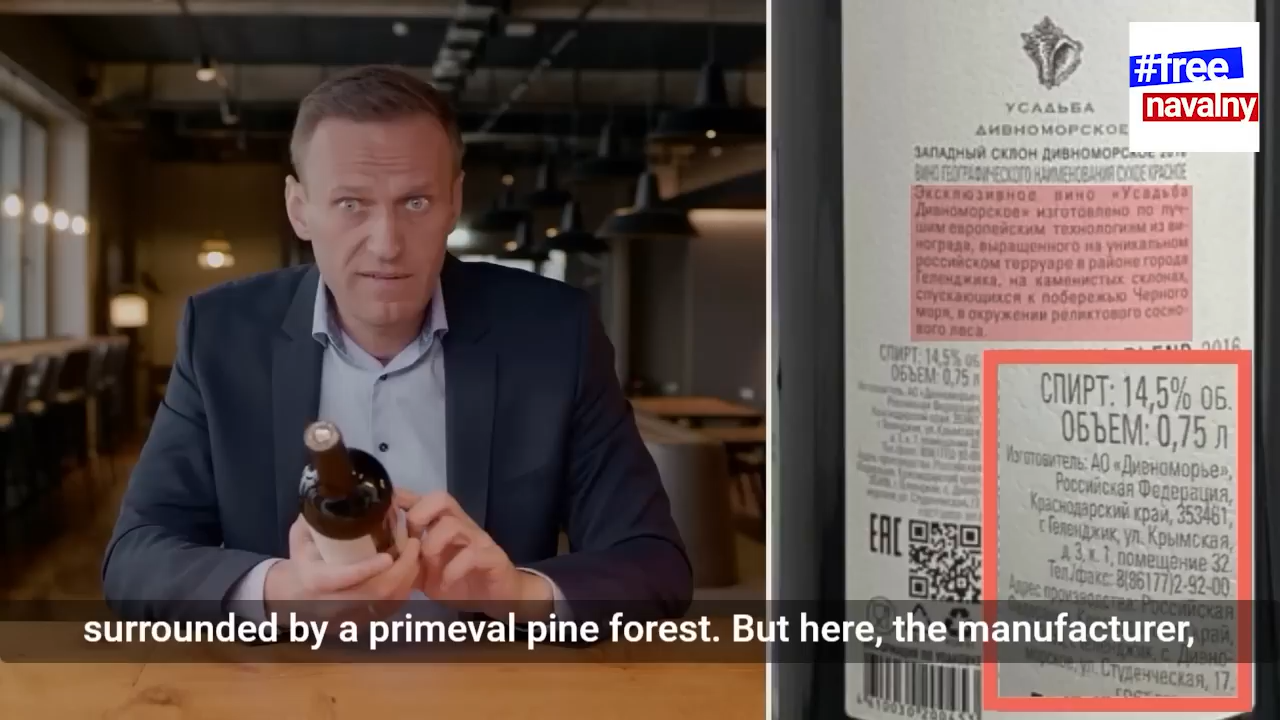 #free
navalny
УСАДЬБА
ДИВНОМОРСКОЕ
ЗАПАДНЫЙ СКЛОН ДИВНОМОРСКОЕ 2016
ВИНО ГЕОГРАФИЧЕСКОГО НАИМЕНОВАНИЯ СУХОЕ КРАСНОЕ
Эксклюзивное вино «Усадьба
Дивноморское» изготовлено по луч-
шим европейским технологиям из ви-
нограда, выращенного на уникальном
российском терруаре в районе города
Геленджика, на каменистых склонах,
спускающихся к побережью Черного
моря, в окружении реликтового сосно-
вого леса.
2016
СПИРТ: 14,5% об.
ОБЪЕМ: 0,75 л
EAC
СПИРТ: 14,5% ОБ.
ОБЪЕМ: 0,75 л
Изготовитель: АО «Дивноморье»,
Российская Федерация,
Краснодарский край, 353461,
г. Геленджик, ул. Крымская,
д. 3, к. 1, помещение 32.
Тел./факс: 8(86177)2-92-00
Адрес производства: Российская
край,
Геленджик, с. Дивно-
морское, ул. Студенческая, 17.
surrounded by a primeval pine forest. But here, the manufacturer,